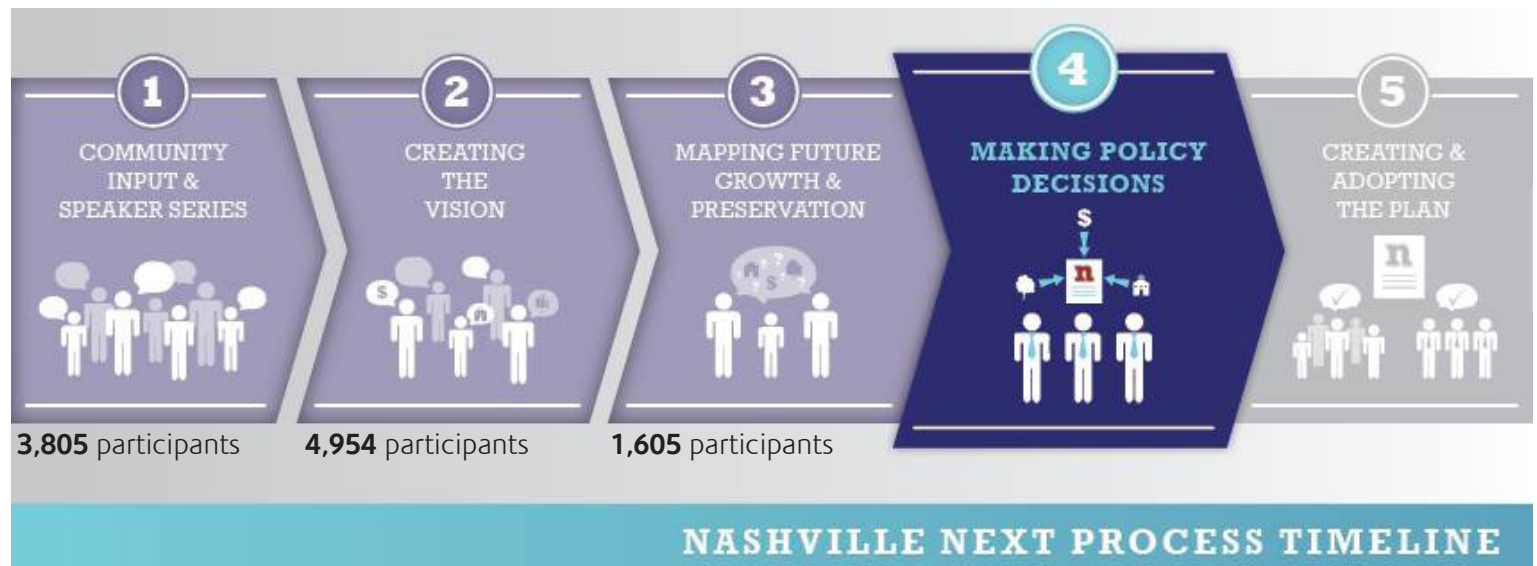 1
COMMUNITY
INPUT &
SPEAKER SERIES
3,805 participants
2
CREATING
THE
VISION
$
4,954 participants
3
MAPPING FUTURE
GROWTH &
PRESERVATION
? ? ?
$
1,605 participants
4
MAKING POLICY
DECISIONS
$
n
5
CREATING &
ADOPTING
THE PLAN
n
NASHVILLE NEXT PROCESS TIMELINE